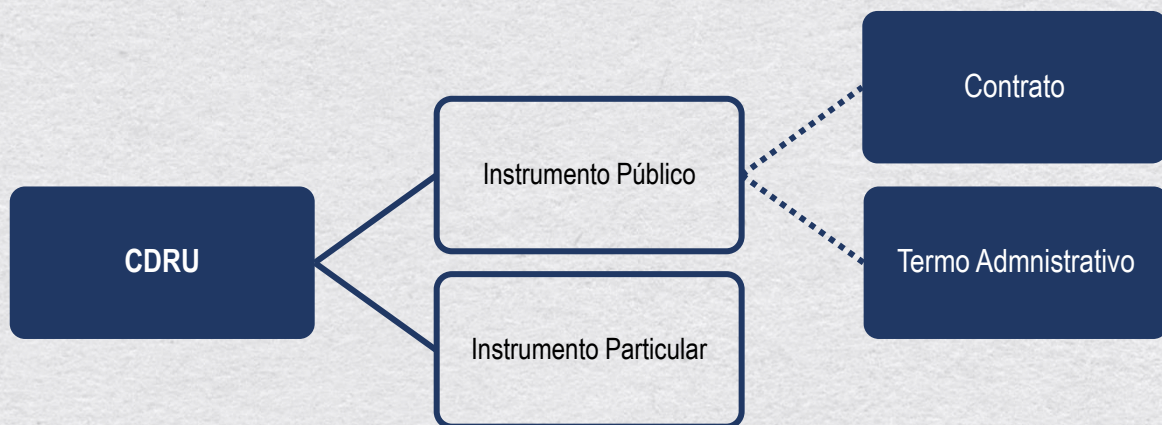 CDRU
Instrumento Público
Instrumento Particular
Contrato
Termo Admnistrativo